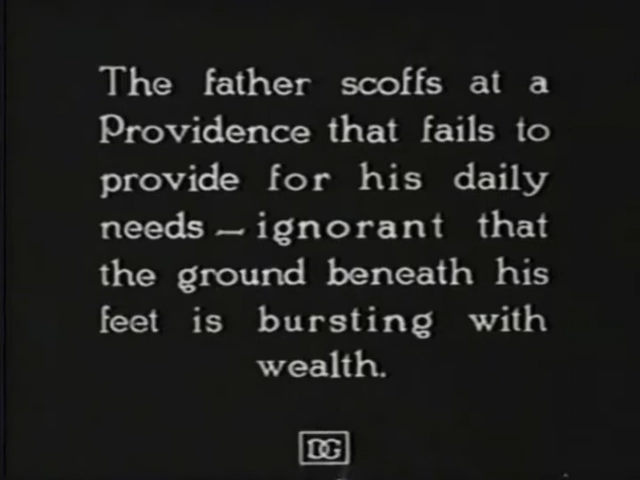 The father scoffs at a
Providence that fails to
provide for his daily
needs — ignorant that
the ground beneath his
feet is bursting with
wealth.
DG